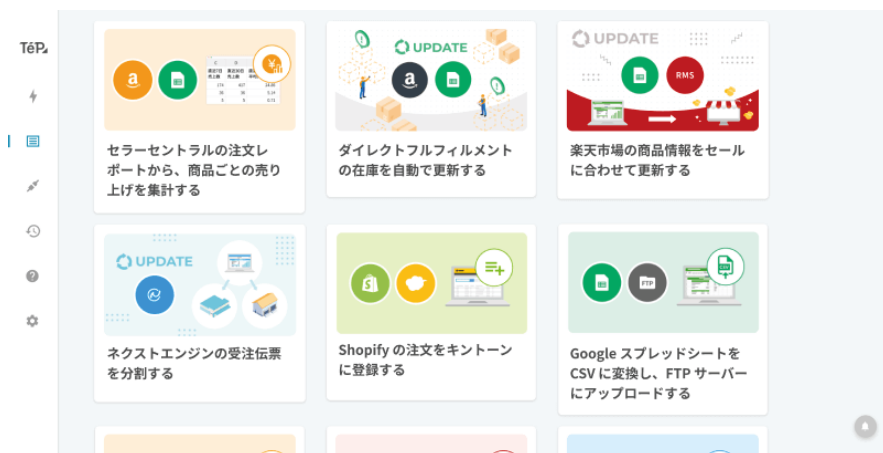 TēPs
UPDATE
UPDATE
RMS
セラーセントラルの注文レ
ポートから、商品ごとの売り
上げを集計する
ダイレクトフルフィルメント
の在庫を自動で更新する
楽天市場の商品情報をセール
に合わせて更新する
UPDATE
FTP
ネクストエンジンの受注伝票
を分割する
Shopify の注文をキントーン
に登録する
Google スプレッドシートを
CSV に変換し、FTP サーバー
にアップロードする